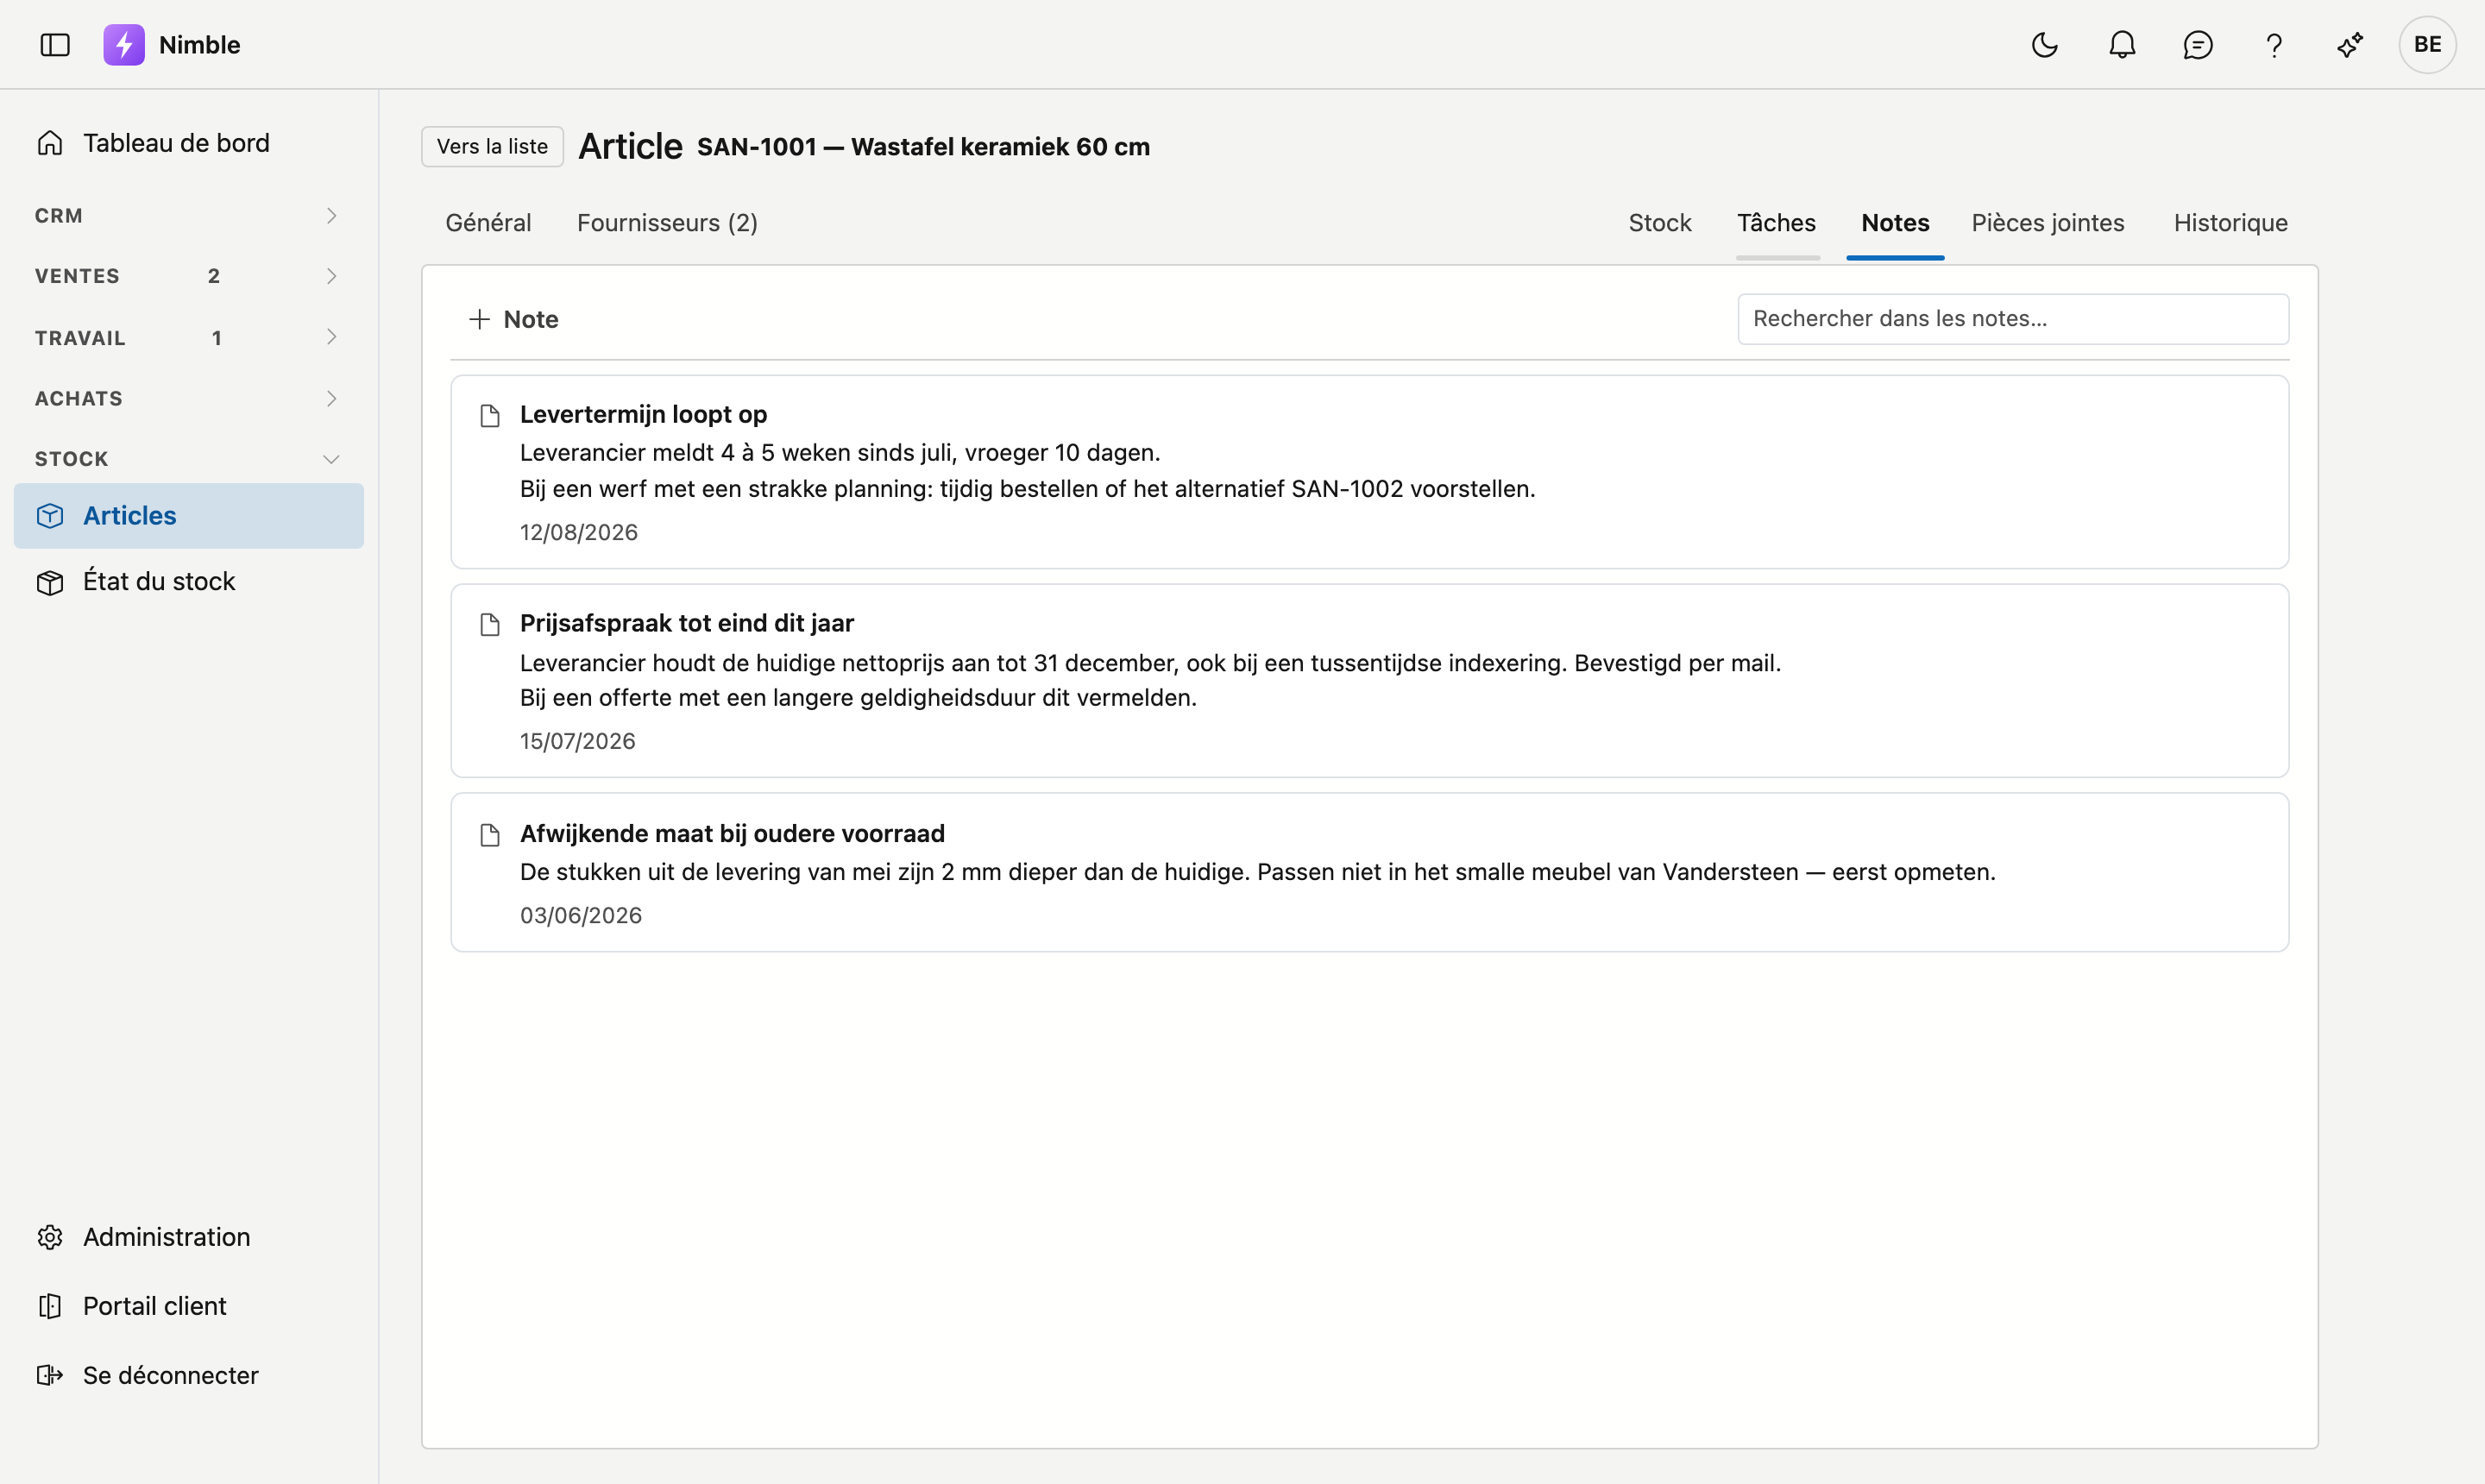 Nimble
BE
Tableau de bord
CRM
VENTES 2
TRAVAIL 1
ACHATS
STOCK
Articles
État du stock
Administration
Portail client
Se déconnecter
Vers la liste Article SAN-1001 — Wastafel keramiek 60 cm
Général Fournisseurs (2) Stock Tâches Notes Pièces jointes Historique
Note
Rechercher dans les notes...
Levertermijn loopt op
Leverancier meldt 4 à 5 weken sinds juli, vroeger 10 dagen.
Bij een werf met een strakke planning: tijdig bestellen of het alternatief SAN-1002 voorstellen.
12/08/2026
Prijsafspraak tot eind dit jaar
Leverancier houdt de huidige nettoprijs aan tot 31 december, ook bij een tussentijdse indexering. Bevestigd per mail.
Bij een offerte met een langere geldigheidsduur dit vermelden.
15/07/2026
Afwijkende maat bij oudere voorraad
De stukken uit de levering van mei zijn 2 mm dieper dan de huidige. Passen niet in het smalle meubel van Vandersteen — eerst opmeten.
03/06/2026